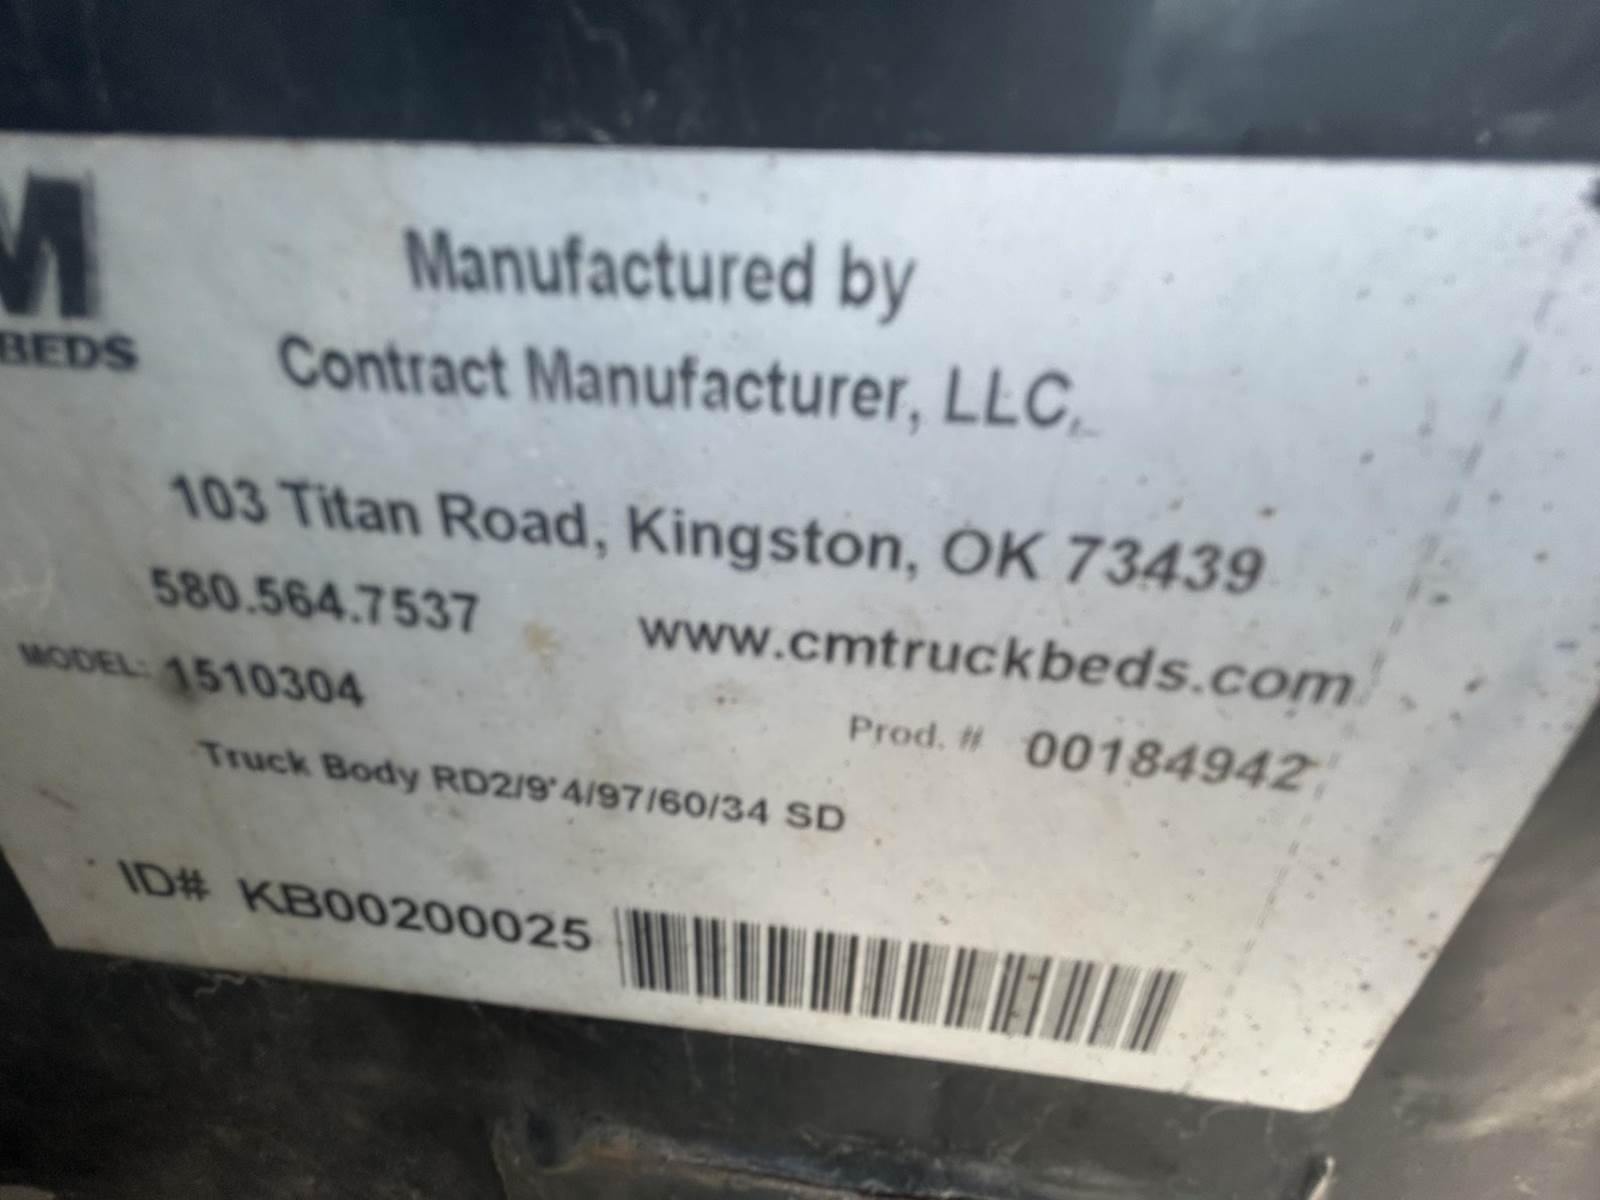 M
BEDS
Manufactured by
Contract Manufacturer, LLC,
103 Titan Road, Kingston, OK 73439
580.564.7537 www.cmtruckbeds.com
MODEL: 1510304
Prod. # 00184942
Truck Body RD2/9'4/97/60/34 SD
ID# KB00200025